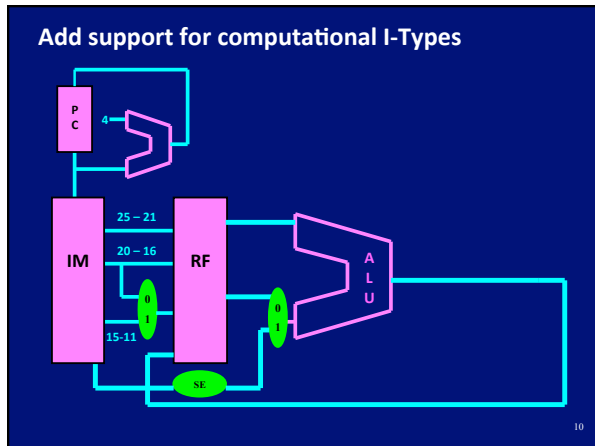 Add support for computational I-Types
P
C
4
25 – 21
20 – 16
IM
RF
0
1
15-11
0
1
A
L
U
SE
10